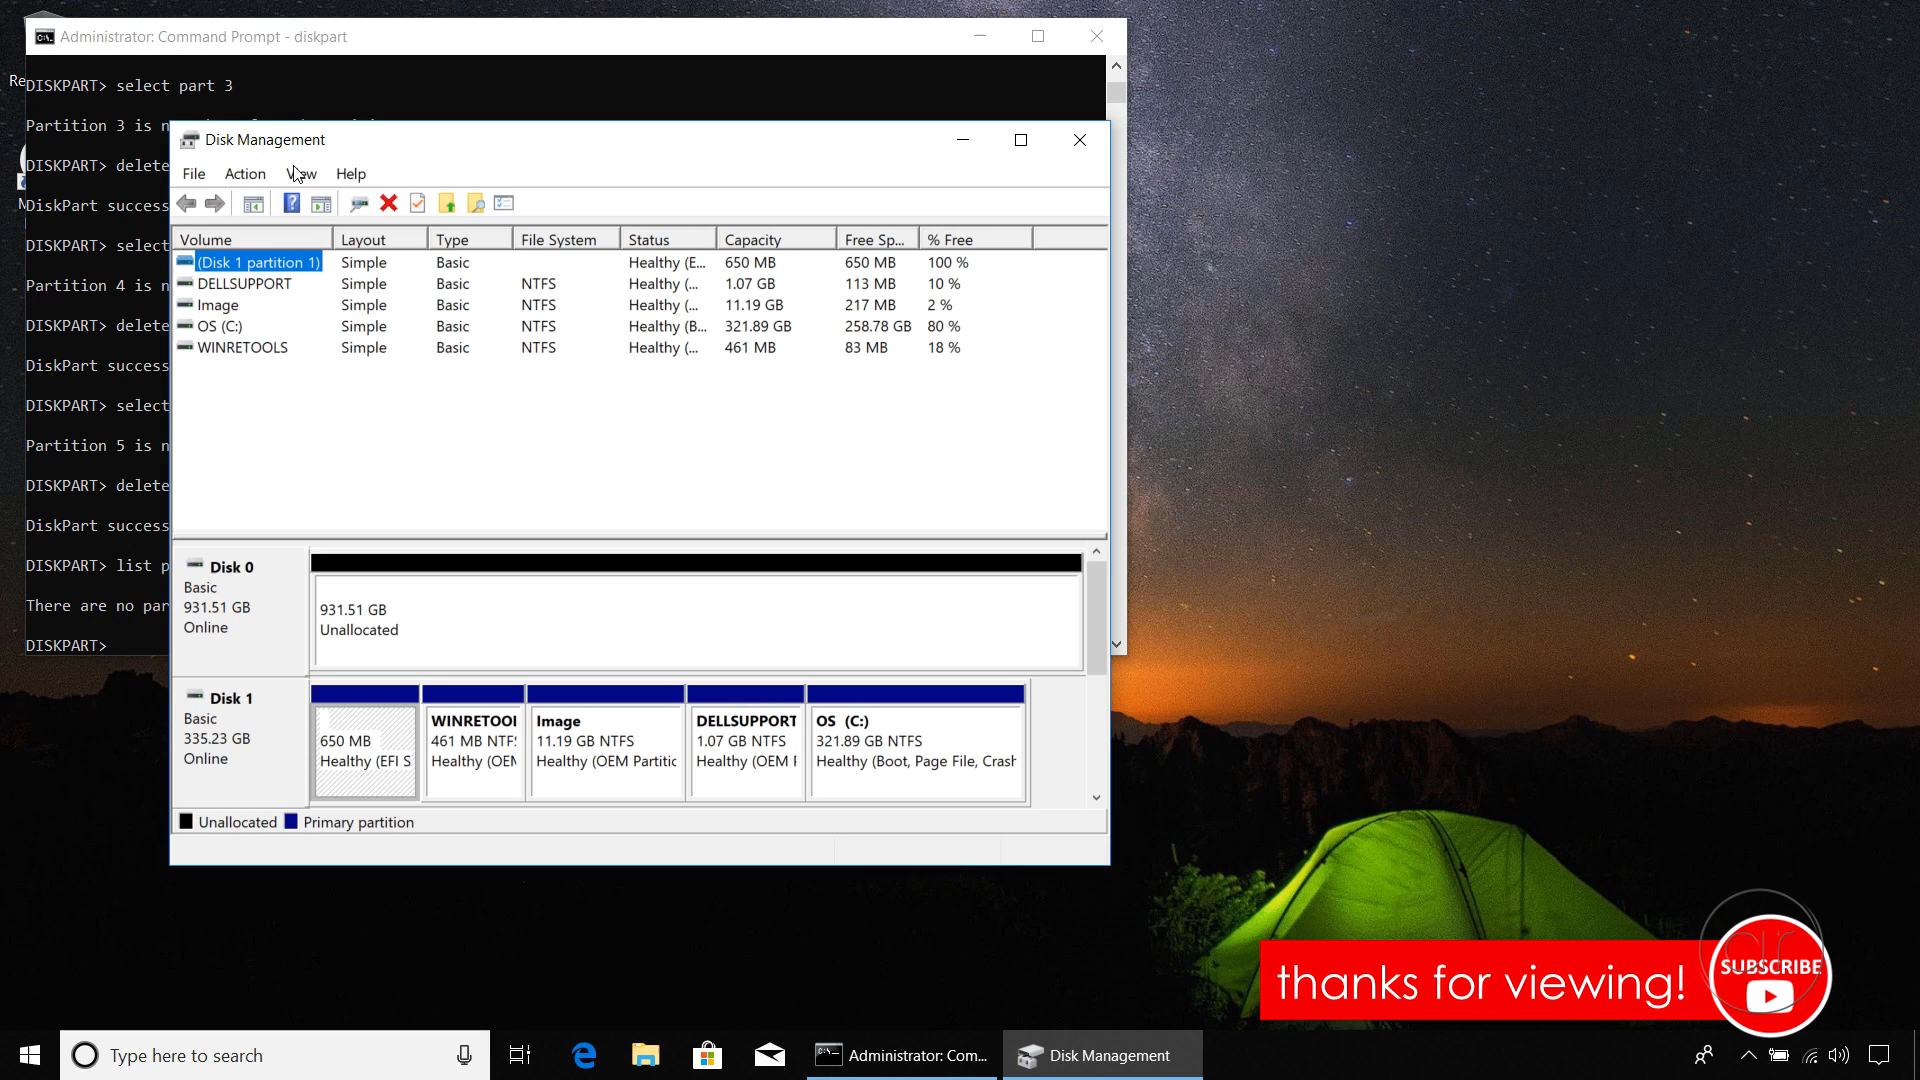 Administrator: Command Prompt - diskpart
Re
DISKPART> select part 3
Partition 3 is n
DISKPART> delete
DiskPart success
DISKPART> select
Partition 4 is n
DISKPART> delete
DiskPart success
DISKPART> select
Partition 5 is n
DISKPART> delete
DiskPart success
DISKPART> list p
There are no par
DISKPART>
Disk Management
File Action View Help
Volume Layout Type File System Status Capacity Free Sp... % Free
(Disk 1 partition 1) Simple Basic Healthy (E... 650 MB 650 MB 100 %
DELLSUPPORT Simple Basic NTFS Healthy (... 1.07 GB 113 MB 10 %
Image Simple Basic NTFS Healthy (... 11.19 GB 217 MB 2 %
OS (C:) Simple Basic NTFS Healthy (B... 321.89 GB 258.78 GB 80 %
WINRETOOLS Simple Basic NTFS Healthy (... 461 MB 83 MB 18 %
Disk 0
Basic
931.51 GB
Online
931.51 GB
Unallocated
Disk 1
Basic
335.23 GB
Online
650 MB
Healthy (EFI S
WINRETOOI
461 MB NTF
Healthy (OEM
Image
11.19 GB NTFS
Healthy (OEM Partitic
DELLSUPPORT
1.07 GB NTFS
Healthy (OEM
OS (C:)
321.89 GB NTFS
Healthy (Boot, Page File, Crash
Unallocated Primary partition
thanks for viewing!
SUBSCRIBE
Type here to search
Administrator: Com...
Disk Management